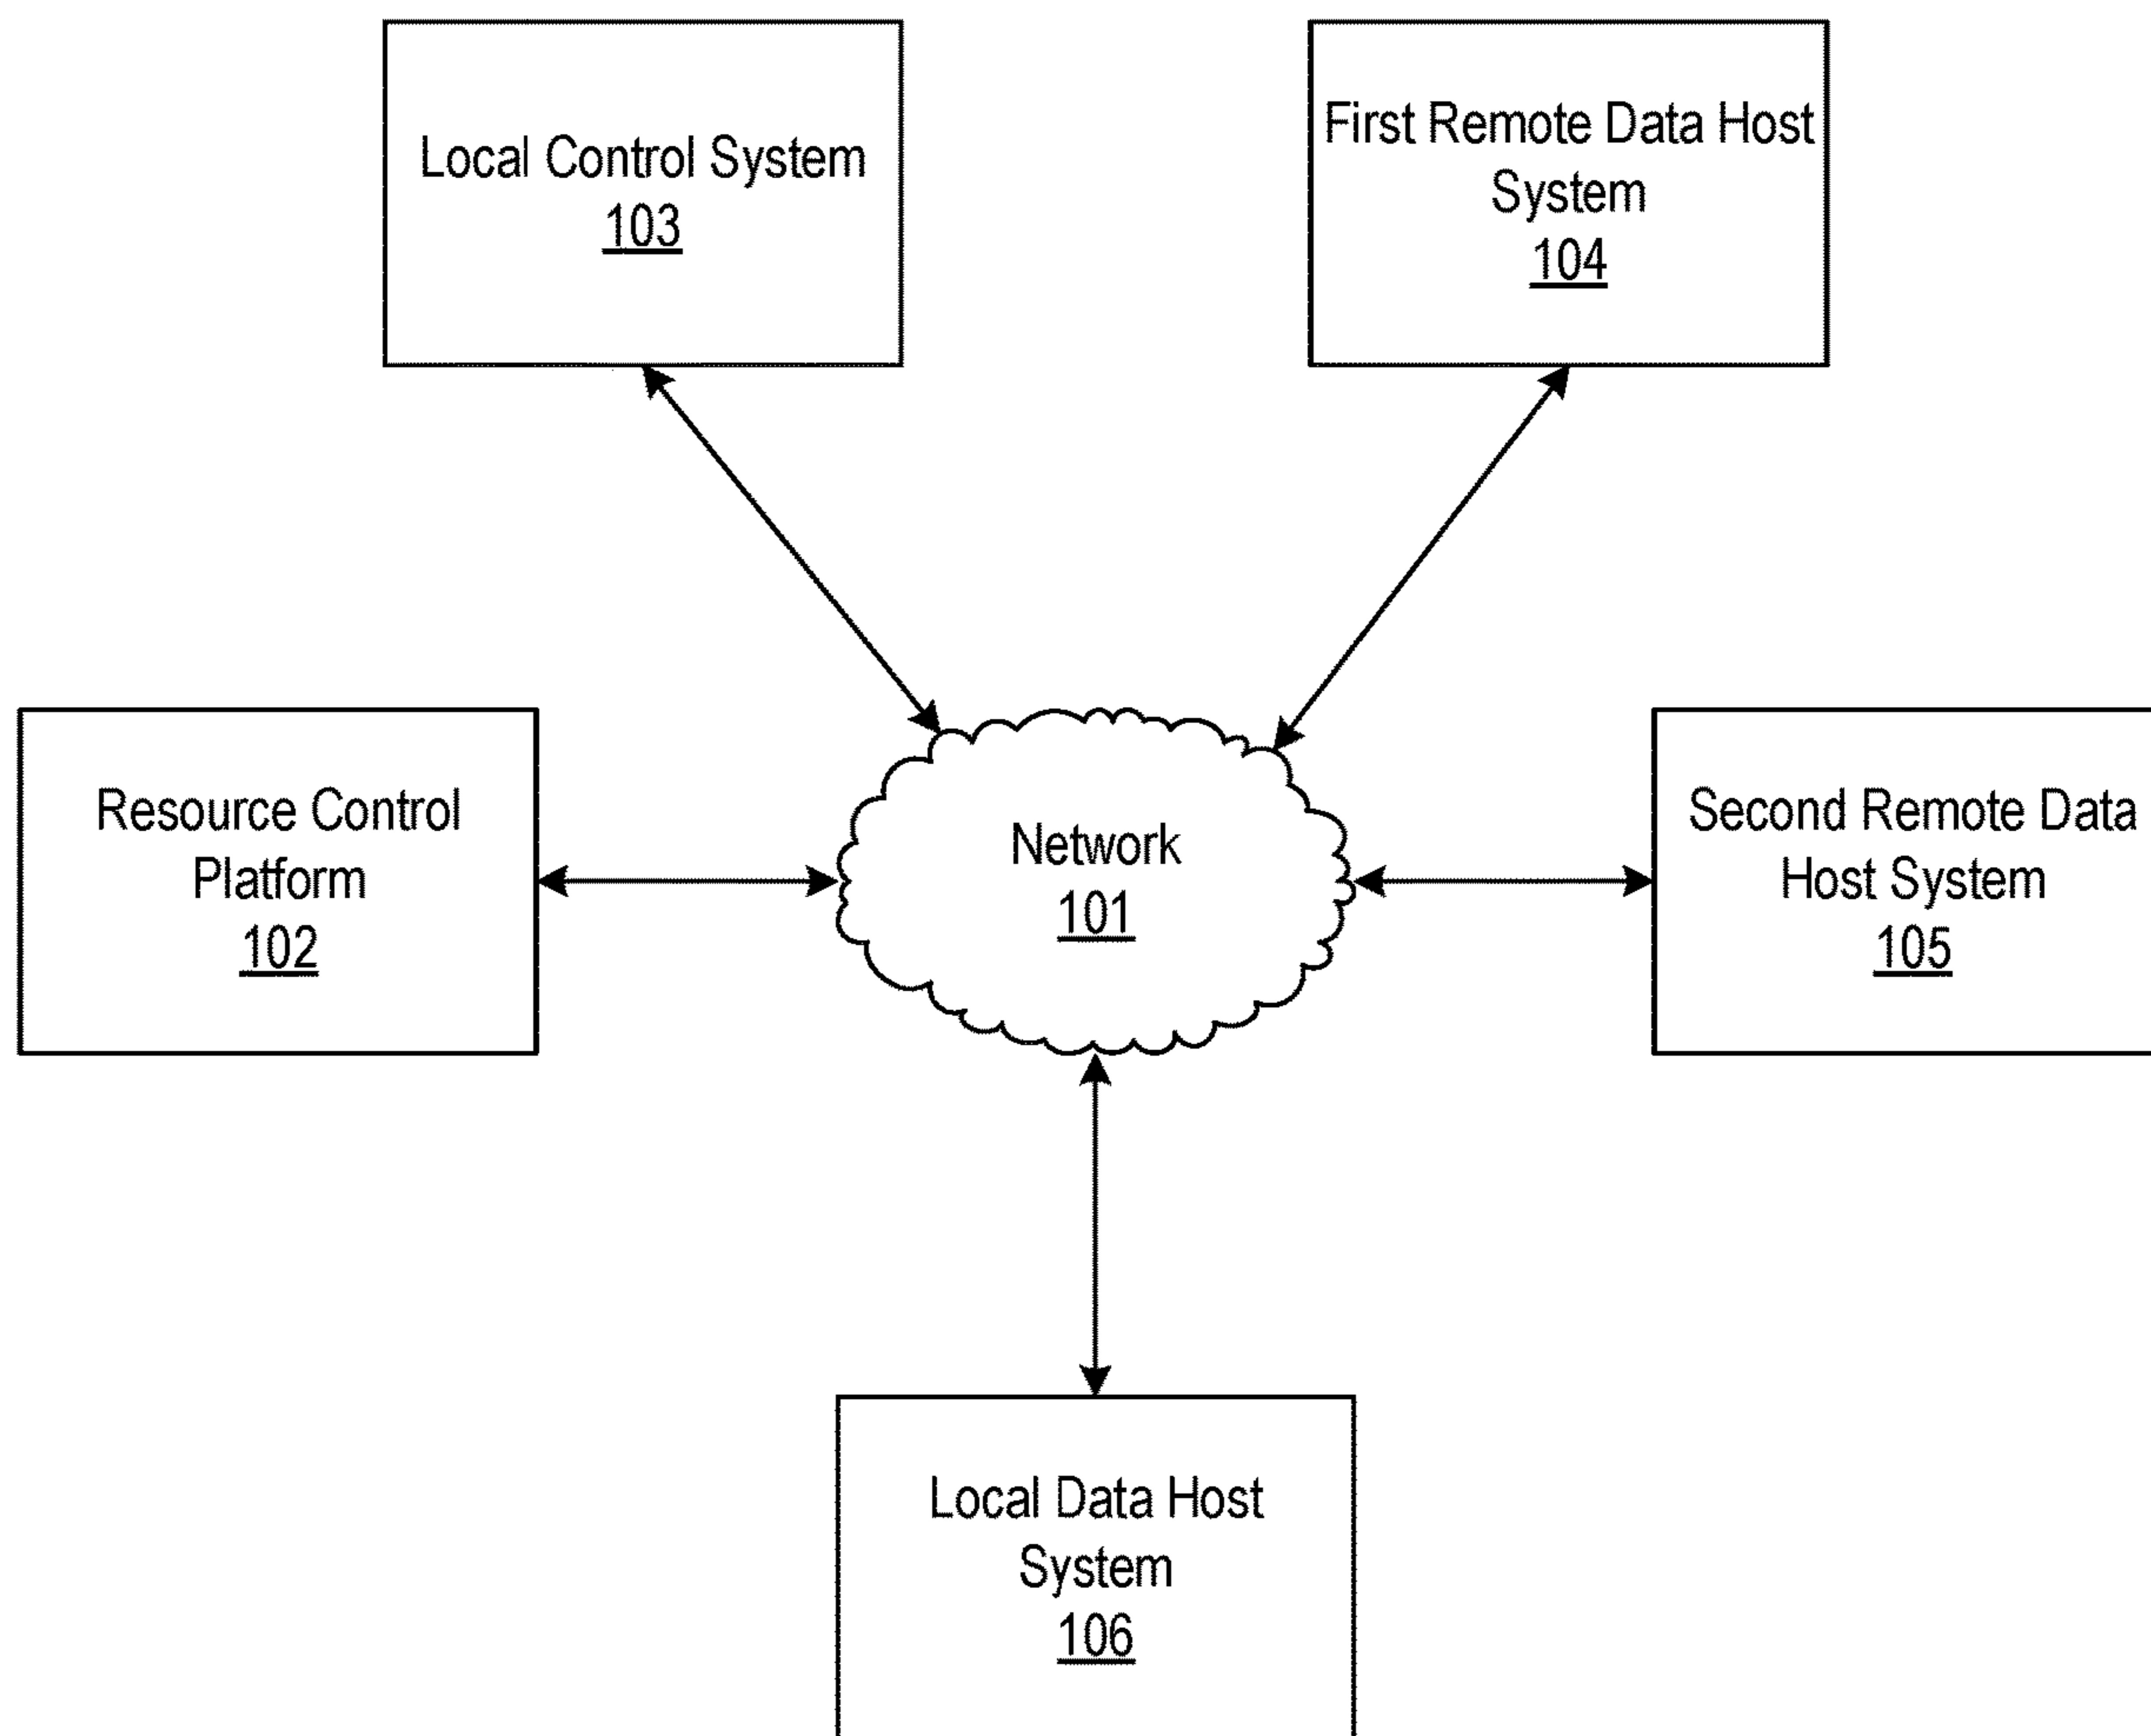 Local Control System
103
First Remote Data Host
System
104
Resource Control
Platform
102
Network
101
Second Remote Data
Host System
105
Local Data Host
System
106